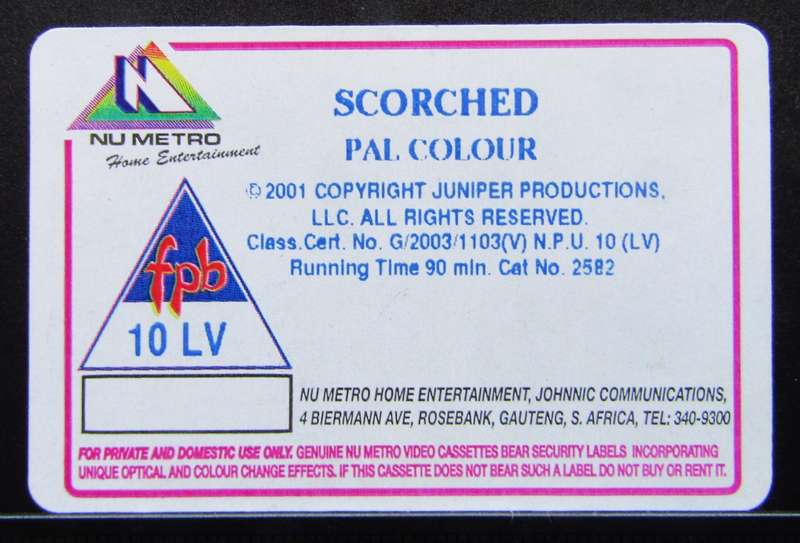 N
NU METRO
Home Entertainment
SCORCHED
PAL COLOUR
© 2001 COPYRIGHT JUNIPER PRODUCTIONS,
LLC. ALL RIGHTS RESERVED.
Class.Cert. No. G/2003/1103(V) N.P.U. 10 (LV)
Running Time 90 min. Cat No. 2582
fpb
10 LV
NU METRO HOME ENTERTAINMENT, JOHNNIC COMMUNICATIONS,
4 BIERMANN AVE, ROSEBANK, GAUTENG, S. AFRICA, TEL: 340-9300
FOR PRIVATE AND DOMESTIC USE ONLY. GENUINE NU METRO VIDEO CASSETTES BEAR SECURITY LABELS INCORPORATING
UNIQUE OPTICAL AND COLOUR CHANGE EFFECTS. IF THIS CASSETTE DOES NOT BEAR SUCH A LABEL DO NOT BUY OR RENT IT.